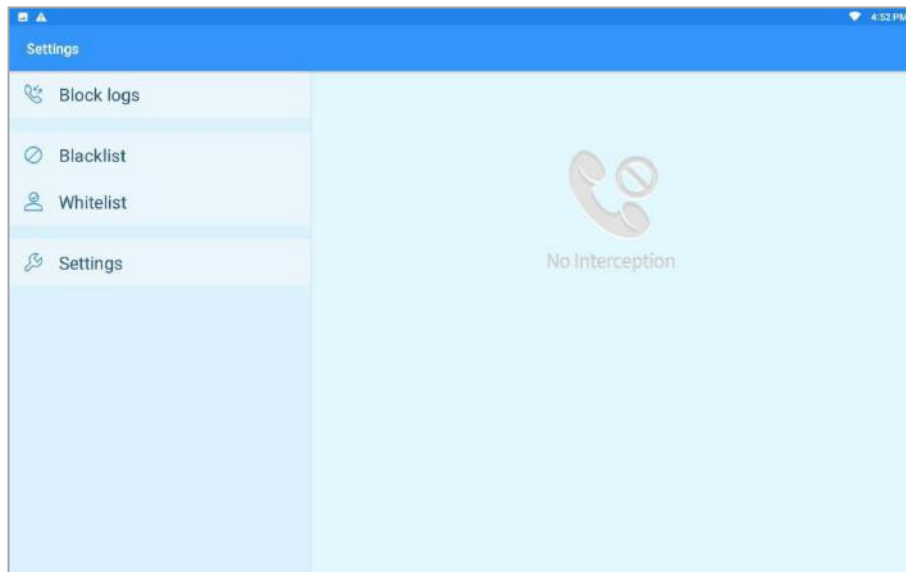 4:52 PM
Settings
Block logs
Blacklist
Whitelist
Settings
No Interception